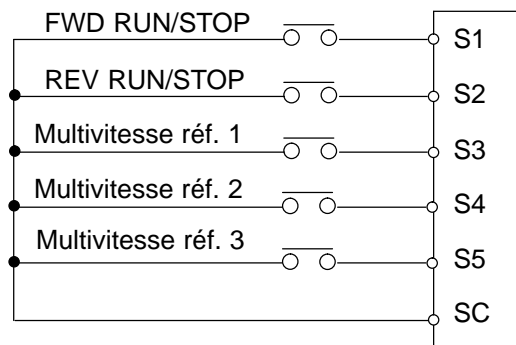 FWD RUN/STOP S1
REV RUN/STOP S2
Multivitesse réf. 1 S3
Multivitesse réf. 2 S4
Multivitesse réf. 3 S5
SC